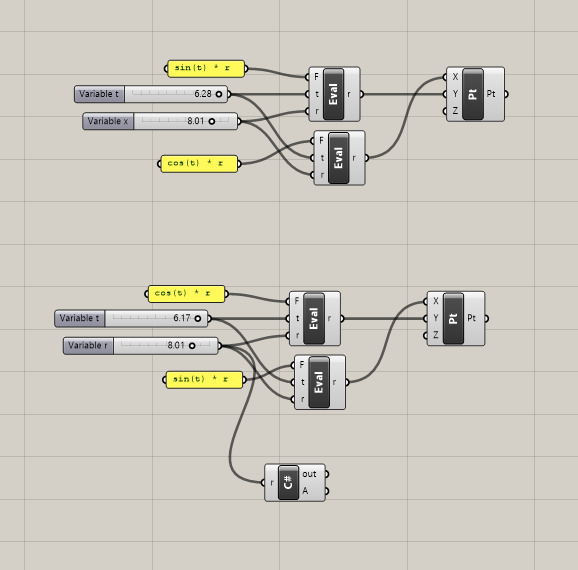 sin(t) * r
F
Variable t
6.28
t
Eval
r
X
Y
Pt
Pt
Variable x
8.01
r
Z
cos(t) * r
F
t
Eval
r
r
cos(t) * r
F
Variable t
6.17
t
Eval
r
X
Y
Pt
Pt
Variable r
8.01
r
Z
sin(t) * r
F
t
Eval
r
r
r
C#
out
A